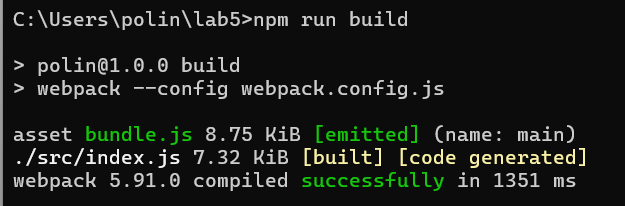 C:\Users\polin\lab5>npm run build
> polin@1.0.0 build
> webpack --config webpack.config.js
asset bundle.js 8.75 KiB [emitted] (name: main)
./src/index.js 7.32 KiB [built] [code generated]
webpack 5.91.0 compiled successfully in 1351 ms